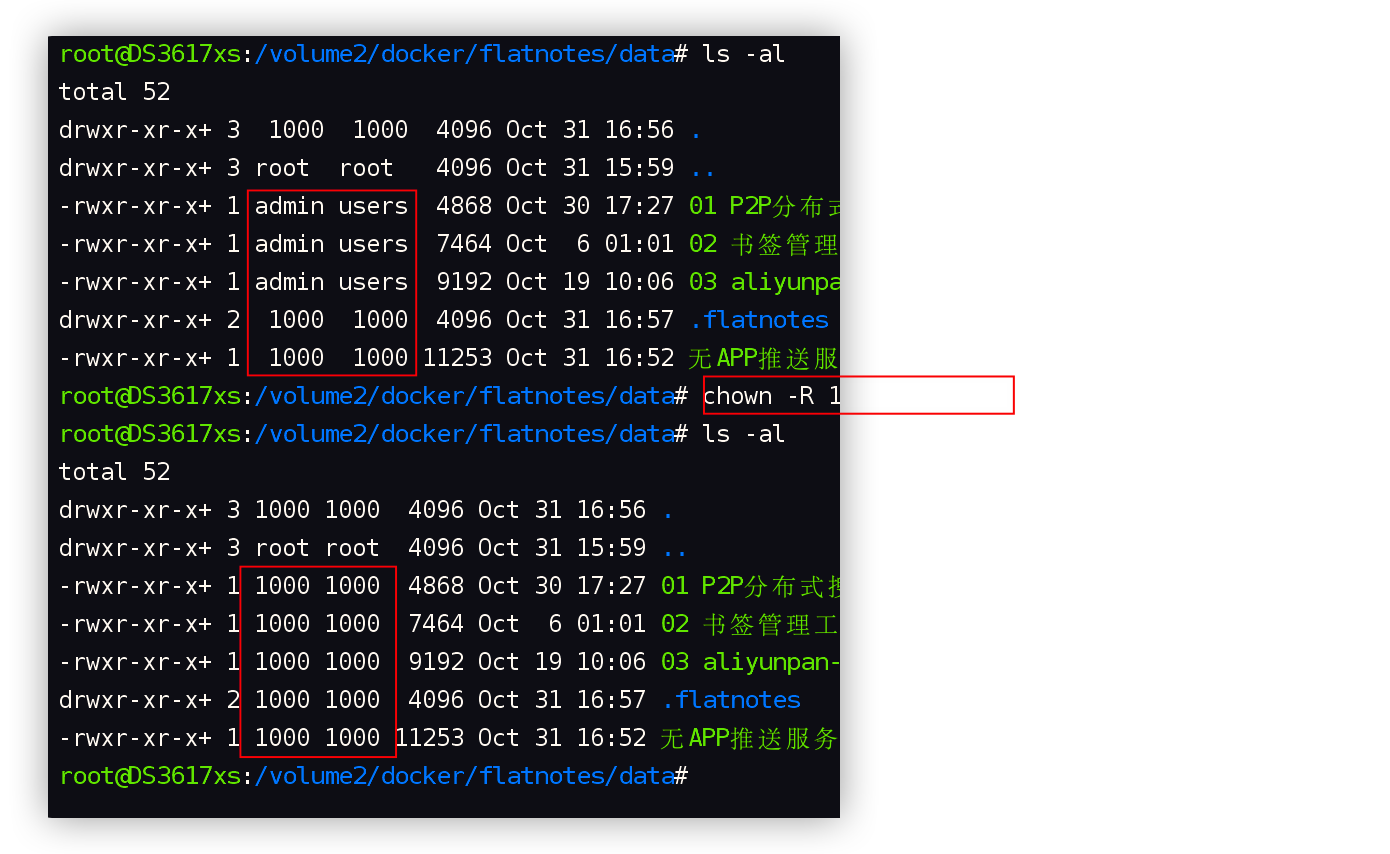 root@DS3617xs:/volume2/docker/flatnotes/data# ls -al
total 52
drwxr-xr-x+ 3  1000  1000  4096 Oct 31 16:56 .
drwxr-xr-x+ 3 root  root   4096 Oct 31 15:59 ..
-rwxr-xr-x+ 1 admin users  4868 Oct 30 17:27 01 P2P分布式
-rwxr-xr-x+ 1 admin users  7464 Oct  6 01:01 02 书签管理
-rwxr-xr-x+ 1 admin users  9192 Oct 19 10:06 03 aliyunpa
drwxr-xr-x+ 2  1000  1000  4096 Oct 31 16:57 .flatnotes
-rwxr-xr-x+ 1  1000  1000 11253 Oct 31 16:52 无APP推送服
root@DS3617xs:/volume2/docker/flatnotes/data# chown -R 1
root@DS3617xs:/volume2/docker/flatnotes/data# ls -al
total 52
drwxr-xr-x+ 3 1000 1000  4096 Oct 31 16:56 .
drwxr-xr-x+ 3 root root  4096 Oct 31 15:59 ..
-rwxr-xr-x+ 1 1000 1000  4868 Oct 30 17:27 01 P2P分布式
-rwxr-xr-x+ 1 1000 1000  7464 Oct  6 01:01 02 书签管理工
-rwxr-xr-x+ 1 1000 1000  9192 Oct 19 10:06 03 aliyunpan-
drwxr-xr-x+ 2 1000 1000  4096 Oct 31 16:57 .flatnotes
-rwxr-xr-x+ 1 1000 1000 11253 Oct 31 16:52 无APP推送服务
root@DS3617xs:/volume2/docker/flatnotes/data#